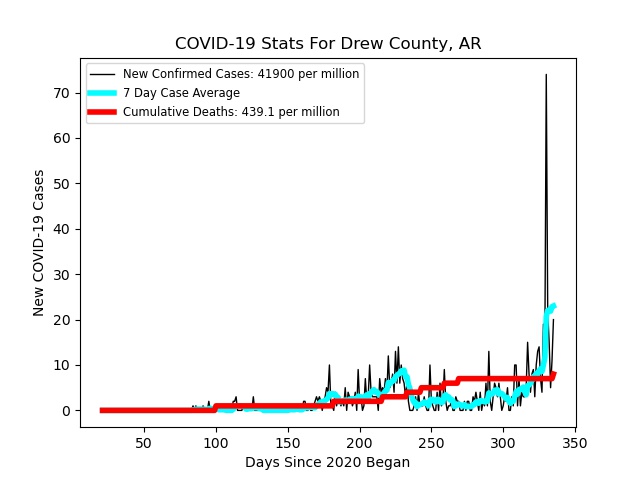 COVID-19 Stats For Drew County, AR
New Confirmed Cases: 41900 per million
7 Day Case Average
Cumulative Deaths: 439.1 per million
New COVID-19 Cases
70
60
50
40
30
20
10
0
50 100 150 200 250 300 350
Days Since 2020 Began